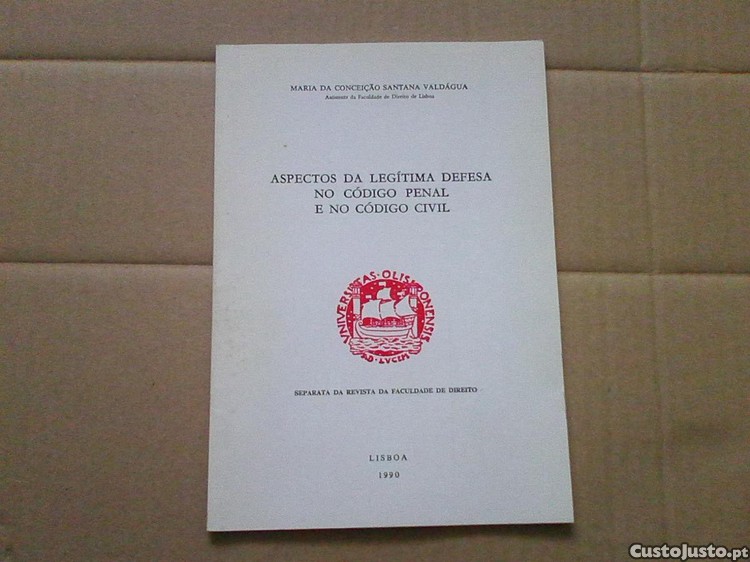 MARIA DA CONCEIÇÃO SANTANA VALDÁGUA
Assistente da Faculdade de Direito de Lisboa
ASPECTOS DA LEGÍTIMA DEFESA
NO CÓDIGO PENAL
E NO CÓDIGO CIVIL
UNIVERSITAS·OLISIPONENSIS
AD·LVCEM
SEPARATA DA REVISTA DA FACULDADE DE DIREITO
LISBOA
1990
CustoJusto.pt